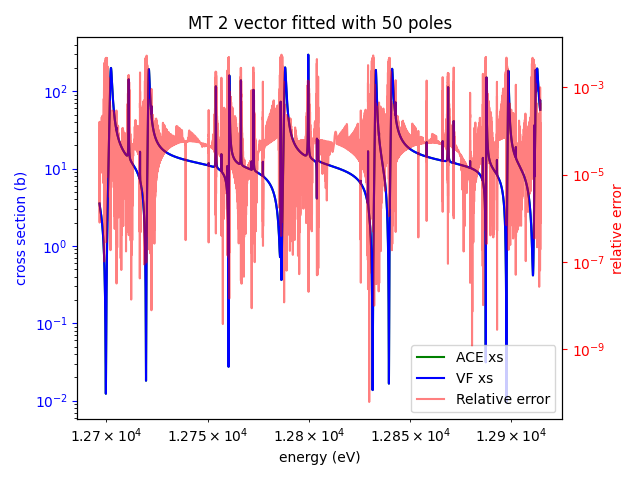 MT 2 vector fitted with 50 poles
cross section (b)
10²
10¹
10⁰
10⁻¹
10⁻²
relative error
10⁻³
10⁻⁵
10⁻⁷
10⁻⁹
ACE xs
VF xs
Relative error
1.27 × 10⁴ 1.275 × 10⁴ 1.28 × 10⁴ 1.285 × 10⁴ 1.29 × 10⁴
energy (eV)